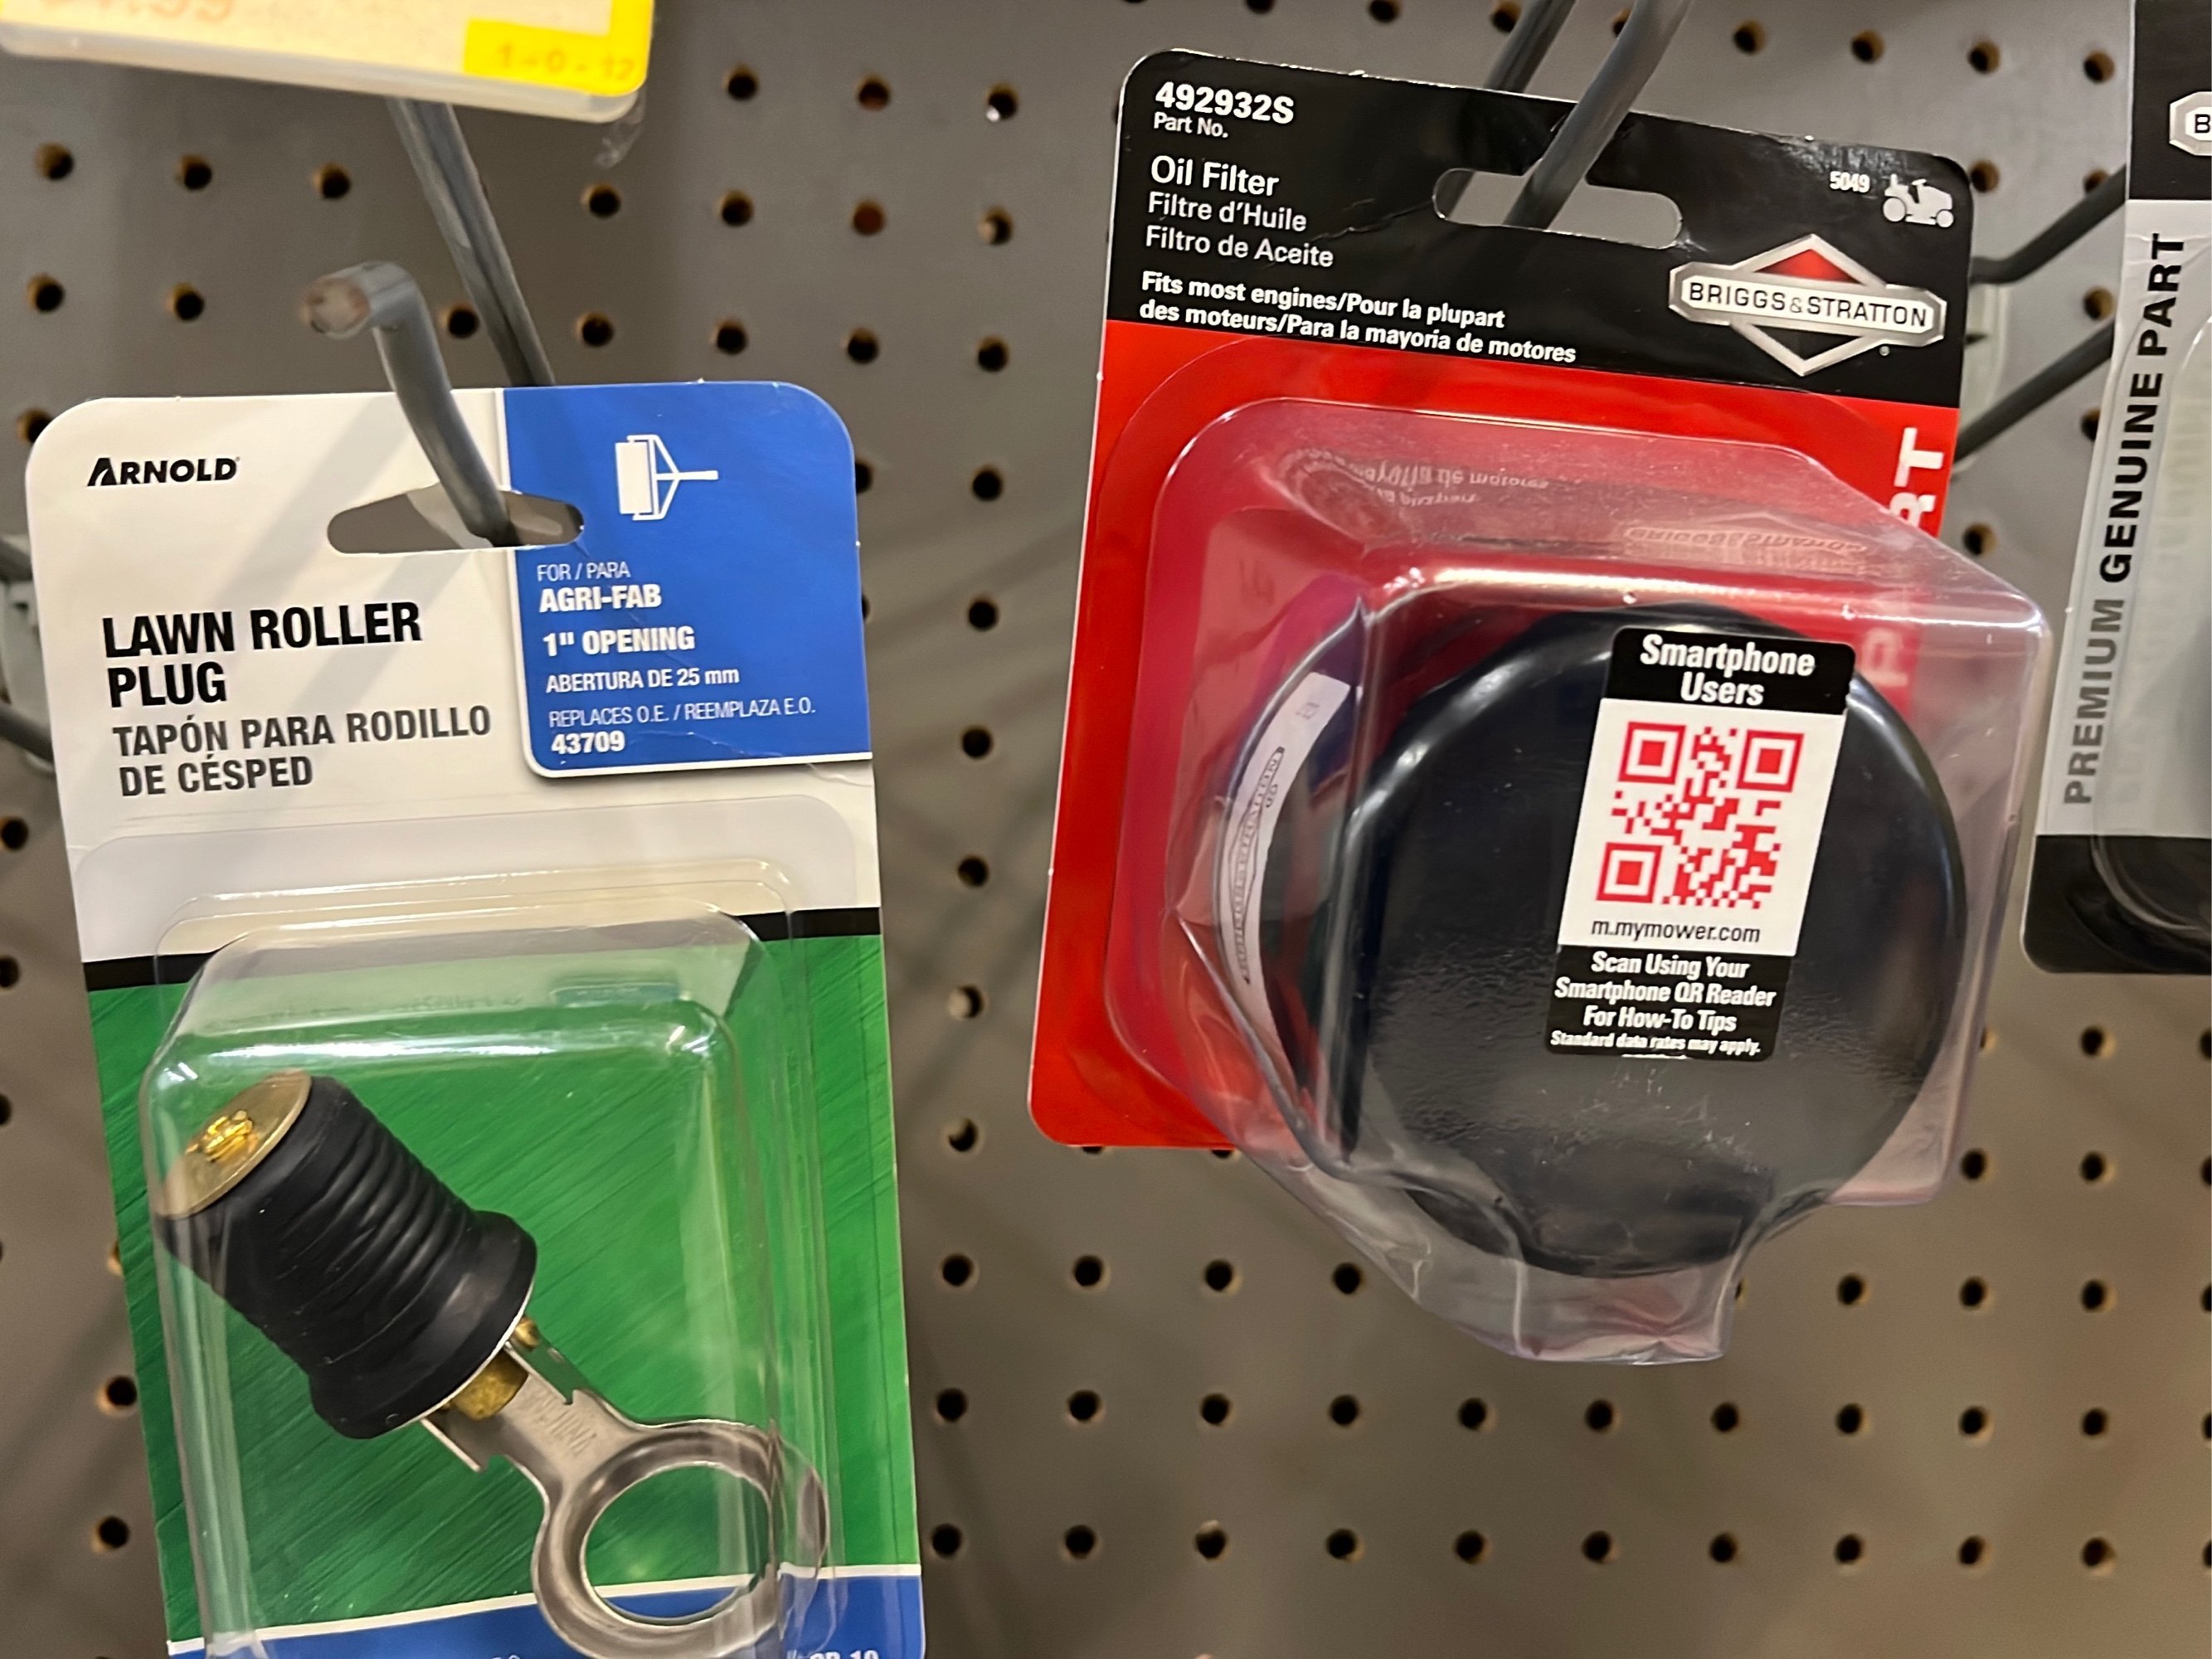 1-0-12
ARNOLD
LAWN ROLLER
PLUG
TAPÓN PARA RODILLO
DE CÉSPED
FOR / PARA
AGRI-FAB
1" OPENING
ABERTURA DE 25 mm
REPLACES O.E. / REEMPLAZA E.O.
43709
492932S
Part No.
Oil Filter
Filtre d'Huile
Filtro de Aceite
Fits most engines/Pour la plupart
des moteurs/Para la mayoria de motores
5049
BRIGGS&STRATTON
Smartphone
Users
m.mymower.com
Scan Using Your
Smartphone QR Reader
For How-To Tips
Standard data rates may apply.
PREMIUM GENUINE PART